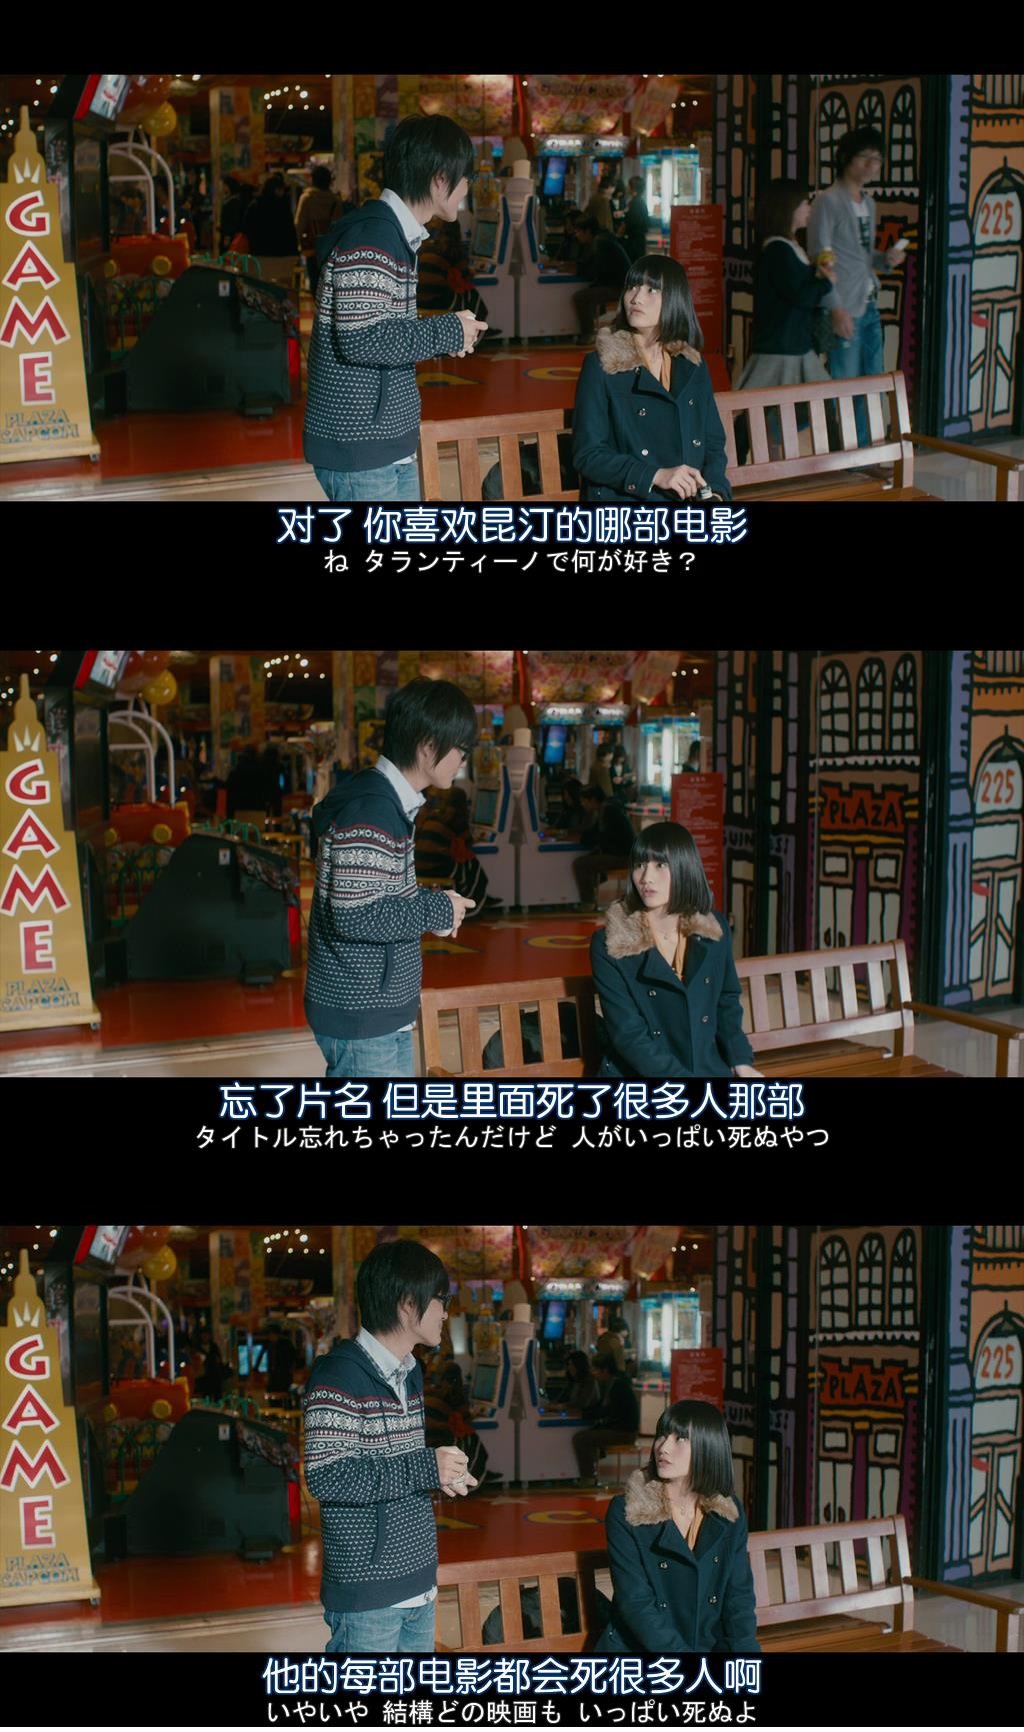 GAME
PLAZA
CAPCOM
225
对了 你喜欢昆汀的哪部电影
ね タランティーノで何が好き？
GAME
PLAZA
CAPCOM
PLAZA
225
忘了片名 但是里面死了很多人那部
タイトル忘れちゃったんだけど 人がいっぱい死ぬやつ
GAME
PLAZA
CAPCOM
PLAZA
225
他的每部电影都会死很多人啊
いやいや 結構どの映画も いっぱい死ぬよ